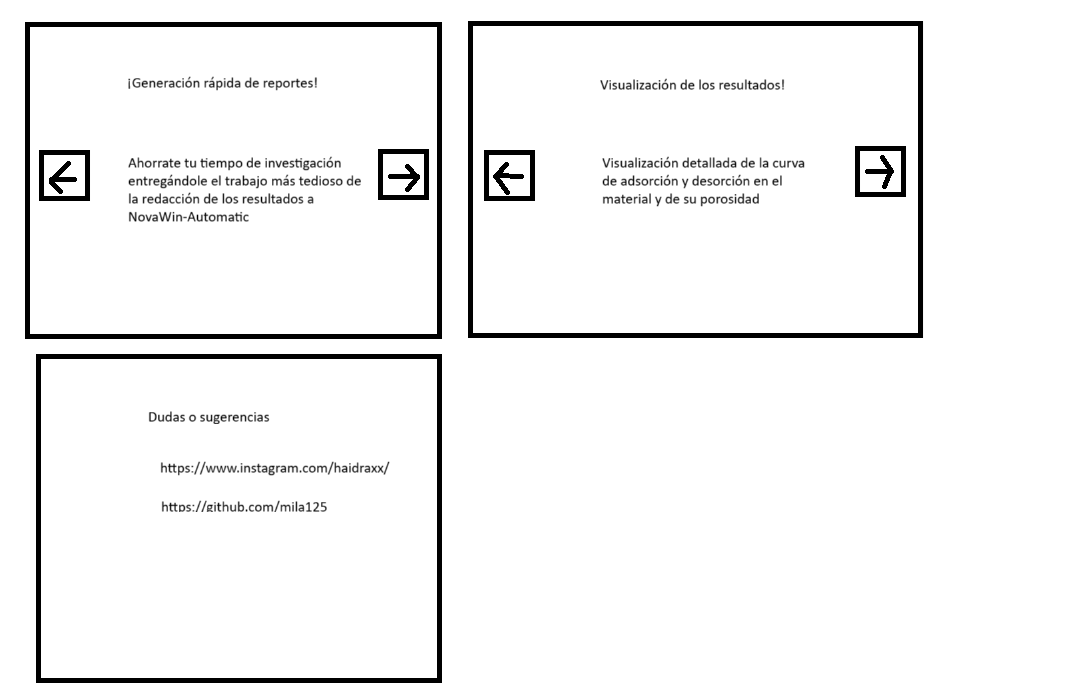 ¡Generación rápida de reportes!
Ahorrate tu tiempo de investigación
entregándole el trabajo más tedioso de
la redacción de los resultados a
NovaWin-Automatic
Visualización de los resultados!
Visualización detallada de la curva
de adsorción y desorción en el
material y de su porosidad
Dudas o sugerencias
https://www.instagram.com/haidraxx/
https://github.com/mila125